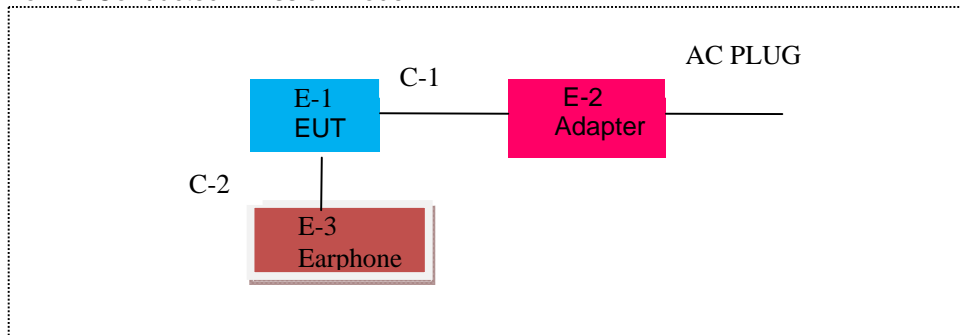 AC PLUG
C-1
E-1
EUT
E-2
Adapter
C-2
E-3
Earphone